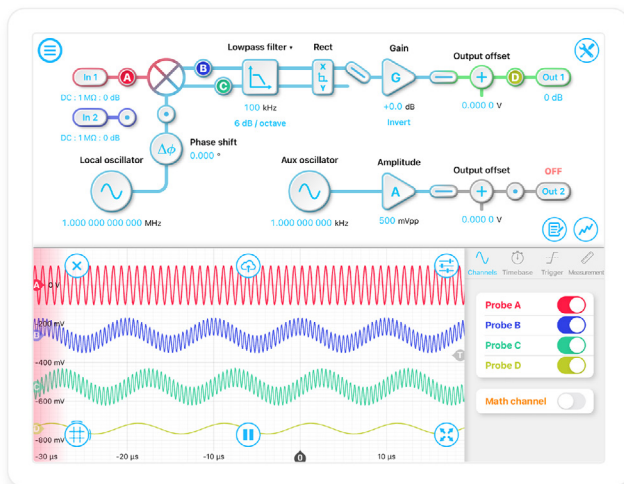 Lowpass filter ▾
Rect
Gain
Output offset
In 1
A
B
C
X
Y
G
D
Out 1
DC : 1 MΩ : 0 dB
100 kHz
+0.0 dB
0.000 0 V
0 dB
In 2
6 dB / octave
Invert
DC : 1 MΩ : 0 dB
Δφ
Phase shift
0.000 °
Local oscillator
Aux oscillator
Amplitude
Output offset
OFF
A
Out 2
1.000 000 000 000 MHz
1.000 000 000 000 kHz
500 mVpp
0.000 0 V
Channels
Timebase
Trigger
Measurement
A
0 V
Probe A
-200 mV
Probe B
B
Probe C
T
-400 mV
Probe D
C
-600 mV
Math channel
-800 mV
-30 µs
-20 µs
-10 µs
0
10 µs